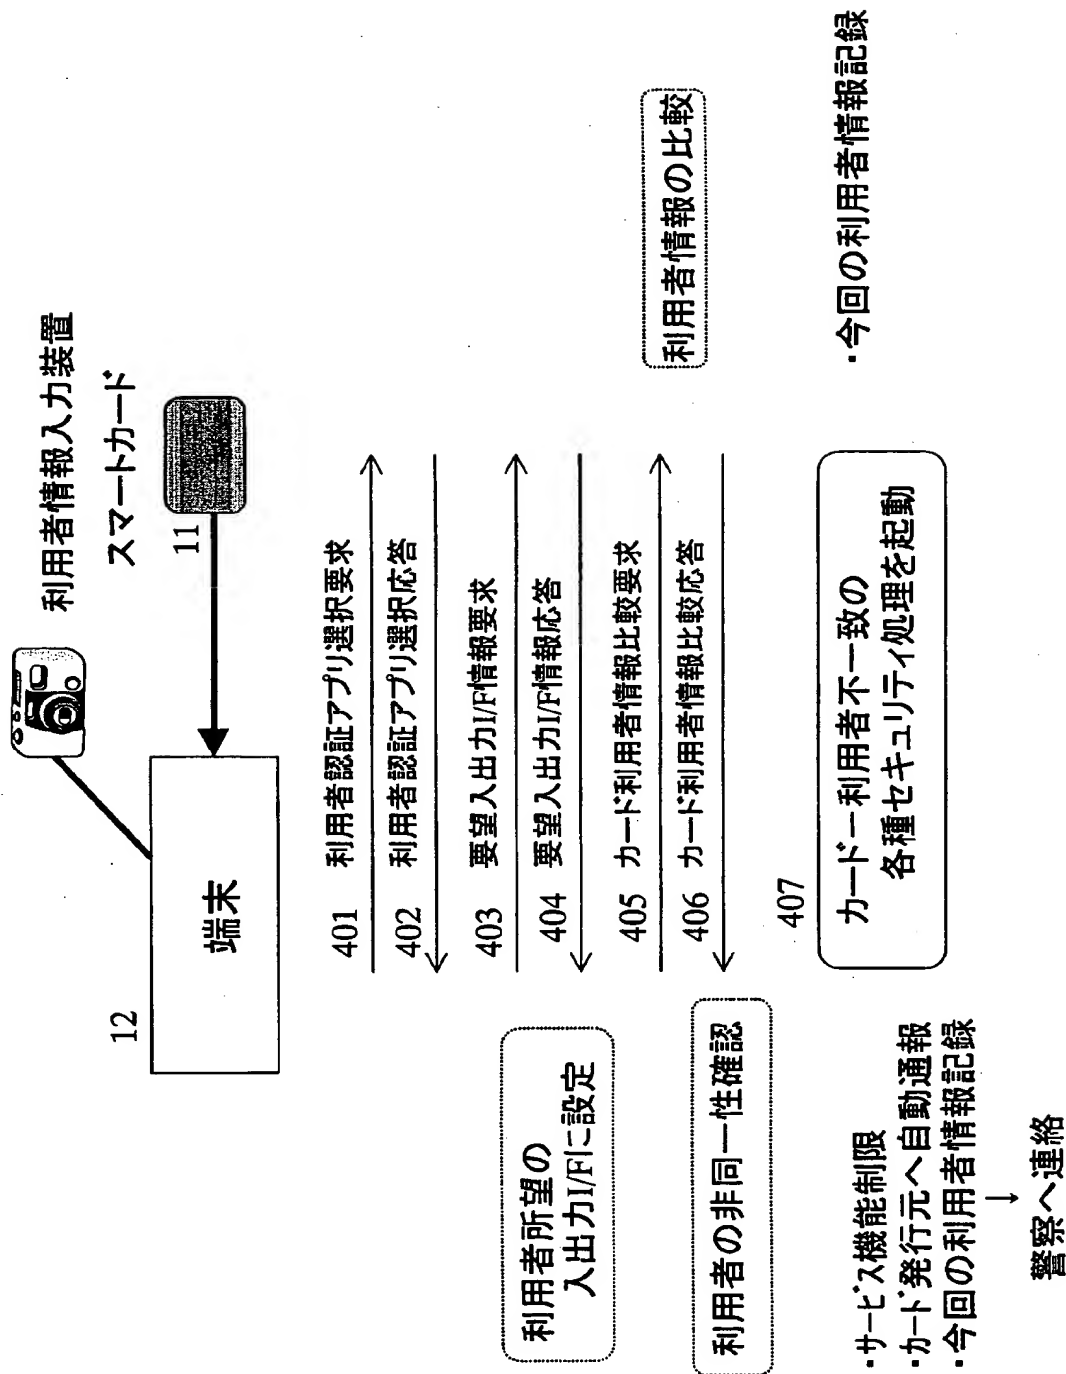 利用者情報入力装置
スマートカード
11
12
端末
401 利用者認証アプリ選択要求
402 利用者認証アプリ選択応答
403 要望入出力I/F情報要求
利用者所望の
入出力I/Fに設定
404 要望入出力I/F情報応答
405 カード利用者情報比較要求
利用者情報の比較
406 カード利用者情報比較応答
利用者の非同一性確認
407
カードー利用者不一致の
各種セキュリティ処理を起動
・サービス機能制限
・カード発行元へ自動通報
・今回の利用者情報記録
↓
警察へ連絡
・今回の利用者情報記録